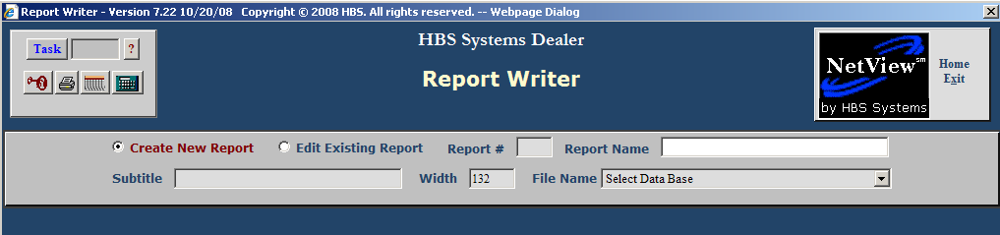 Report Writer - Version 7.22 10/20/08 Copyright © 2008 HBS. All rights reserved. -- Webpage Dialog
Task ?
HBS Systems Dealer
Report Writer
NetView℠
by HBS Systems
Home
Exit
Create New Report Edit Existing Report Report # Report Name
Subtitle Width 132 File Name Select Data Base